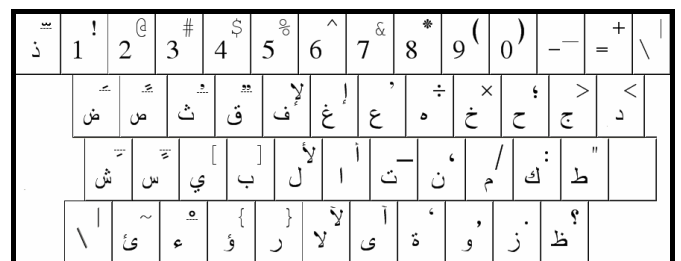 ذ ّ 1 ! 2 @ 3 # 4 $ 5 % 6 ^ 7 & 8 * 9 ( 0 ) - _ = + \ |
ض َ ص ً ث ُ ق ٌ ف لإ غ إ ع ’ ه ÷ خ × ح ؛ ج > د <
ش ِ س ٍ ي [ ب ] ل لأ ا أ ت ـ ن ، م / ك : ط "
\ | ئ ~ ء ْ ؤ { ر } لا لآ ى آ ة ‘ و , ز . ظ ؟